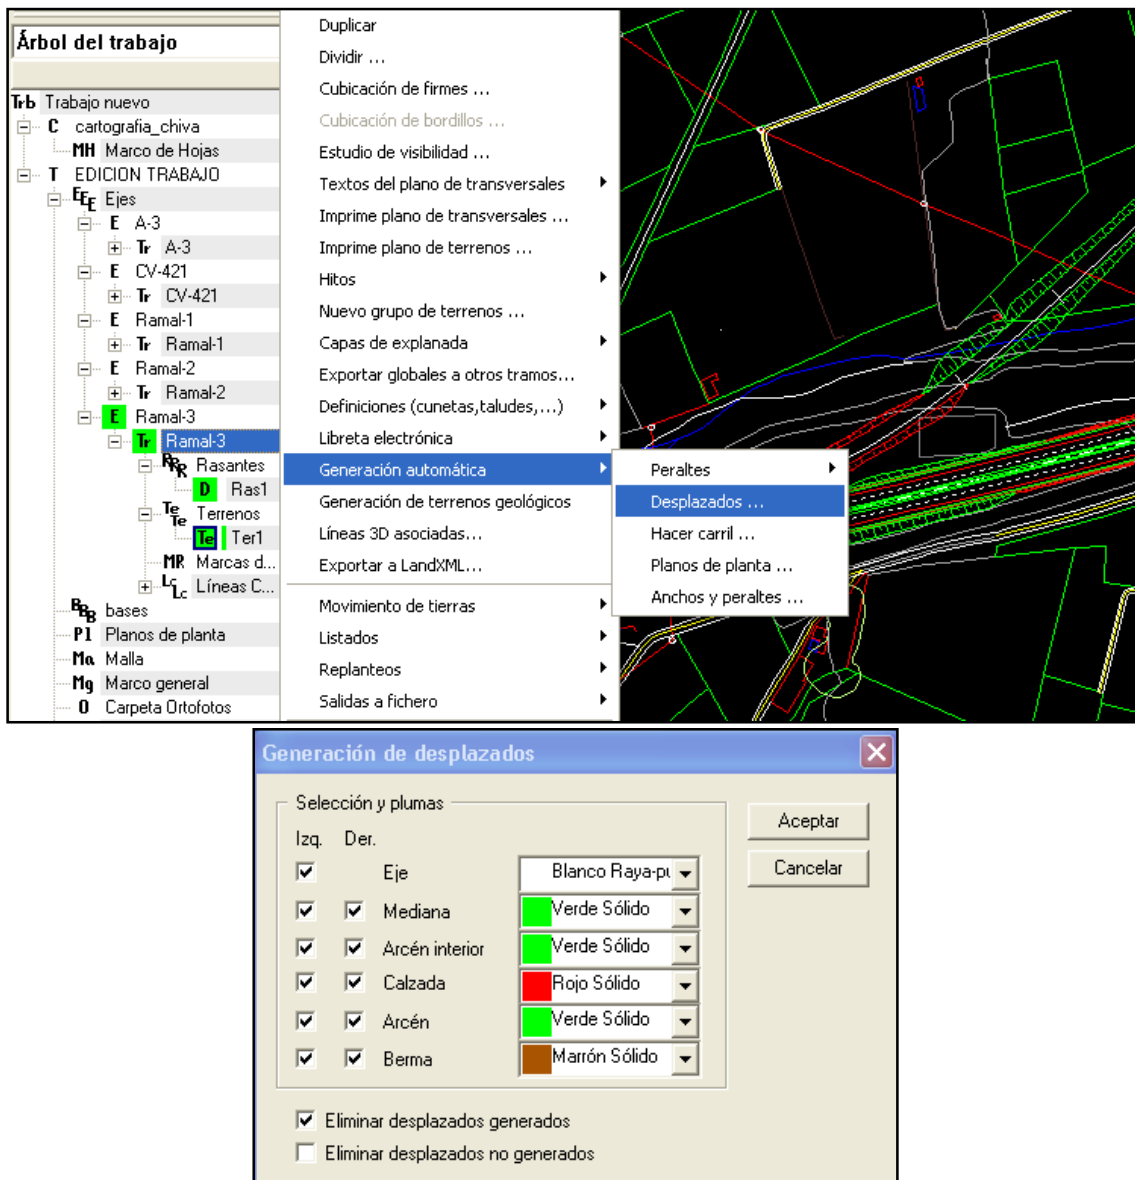 Árbol del trabajo
Trb Trabajo nuevo
C cartografia_chiva
MH Marco de Hojas
T EDICION TRABAJO
EEE Ejes
E A-3
Tr A-3
E CV-421
Tr CV-421
E Ramal-1
Tr Ramal-1
E Ramal-2
Tr Ramal-2
E Ramal-3
Tr Ramal-3
RRR Rasantes
D Ras1
Te Te Terrenos
Te Ter1
MR Marcas d...
Lc Lc Líneas C...
BBB bases
Pl Planos de planta
Ma Malla
Mg Marco general
O Carpeta Ortofotos
Duplicar
Dividir ...
Cubicación de firmes ...
Cubicación de bordillos ...
Estudio de visibilidad ...
Textos del plano de transversales
Imprime plano de transversales ...
Imprime plano de terrenos ...
Hitos
Nuevo grupo de terrenos ...
Capas de explanada
Exportar globales a otros tramos...
Definiciones (cunetas,taludes,...)
Libreta electrónica
Generación automática
Generación de terrenos geológicos
Líneas 3D asociadas...
Exportar a LandXML...
Movimiento de tierras
Listados
Replanteos
Salidas a fichero
Peraltes
Desplazados ...
Hacer carril ...
Planos de planta ...
Anchos y peraltes ...
Generación de desplazados
Selección y plumas
Izq. Der.
Eje Blanco Raya-pu
Mediana Verde Sólido
Arcén interior Verde Sólido
Calzada Rojo Sólido
Arcén Verde Sólido
Berma Marrón Sólido
Aceptar
Cancelar
Eliminar desplazados generados
Eliminar desplazados no generados